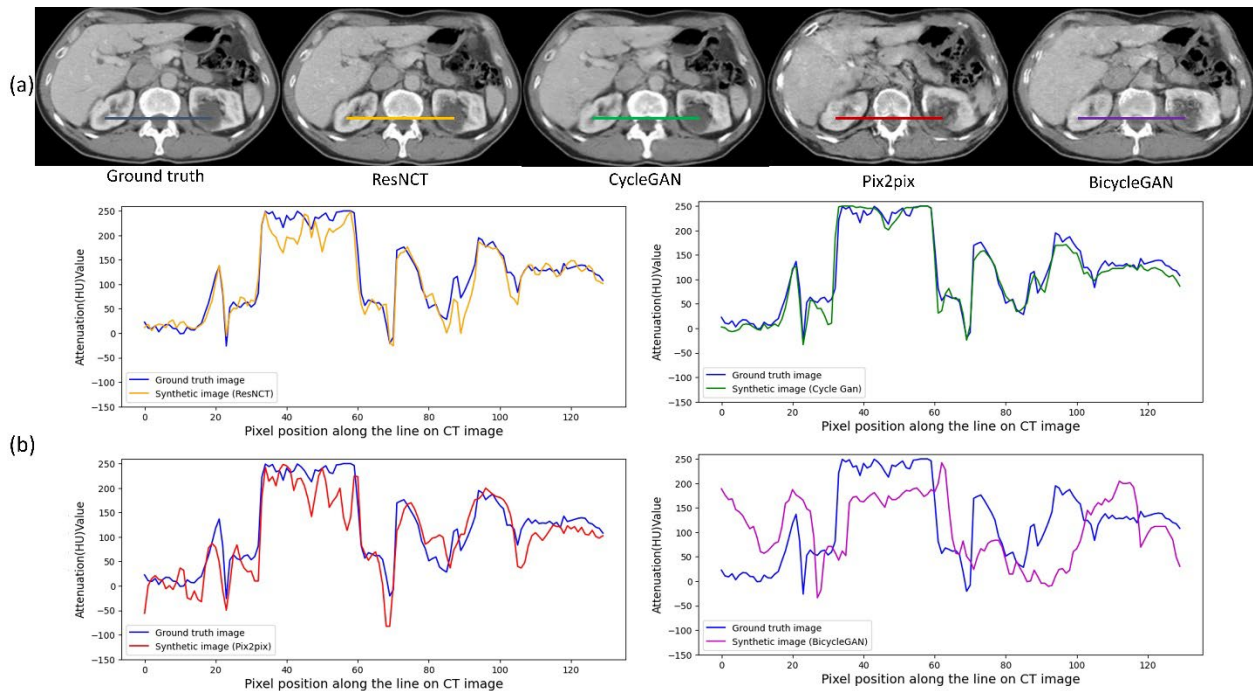 (a)
Ground truth
ResNCT
CycleGAN
Pix2pix
BicycleGAN
(b)
250
200
150
100
50
0
−50
−100
−150
Attenuation(HU)Value
Ground truth image
Synthetic image (ResNCT)
0 20 40 60 80 100 120
Pixel position along the line on CT image
250
200
150
100
50
0
−50
−100
−150
Attenuation(HU)Value
Ground truth image
Synthetic image (Cycle Gan)
0 20 40 60 80 100 120
Pixel position along the line on CT image
250
200
150
100
50
0
−50
−100
−150
Attenuation(HU)Value
Ground truth image
Synthetic image (Pix2pix)
0 20 40 60 80 100 120
Pixel position along the line on CT image
250
200
150
100
50
0
−50
−100
−150
Attenuation(HU)Value
Ground truth image
Synthetic image (BicycleGAN)
0 20 40 60 80 100 120
Pixel position along the line on CT image